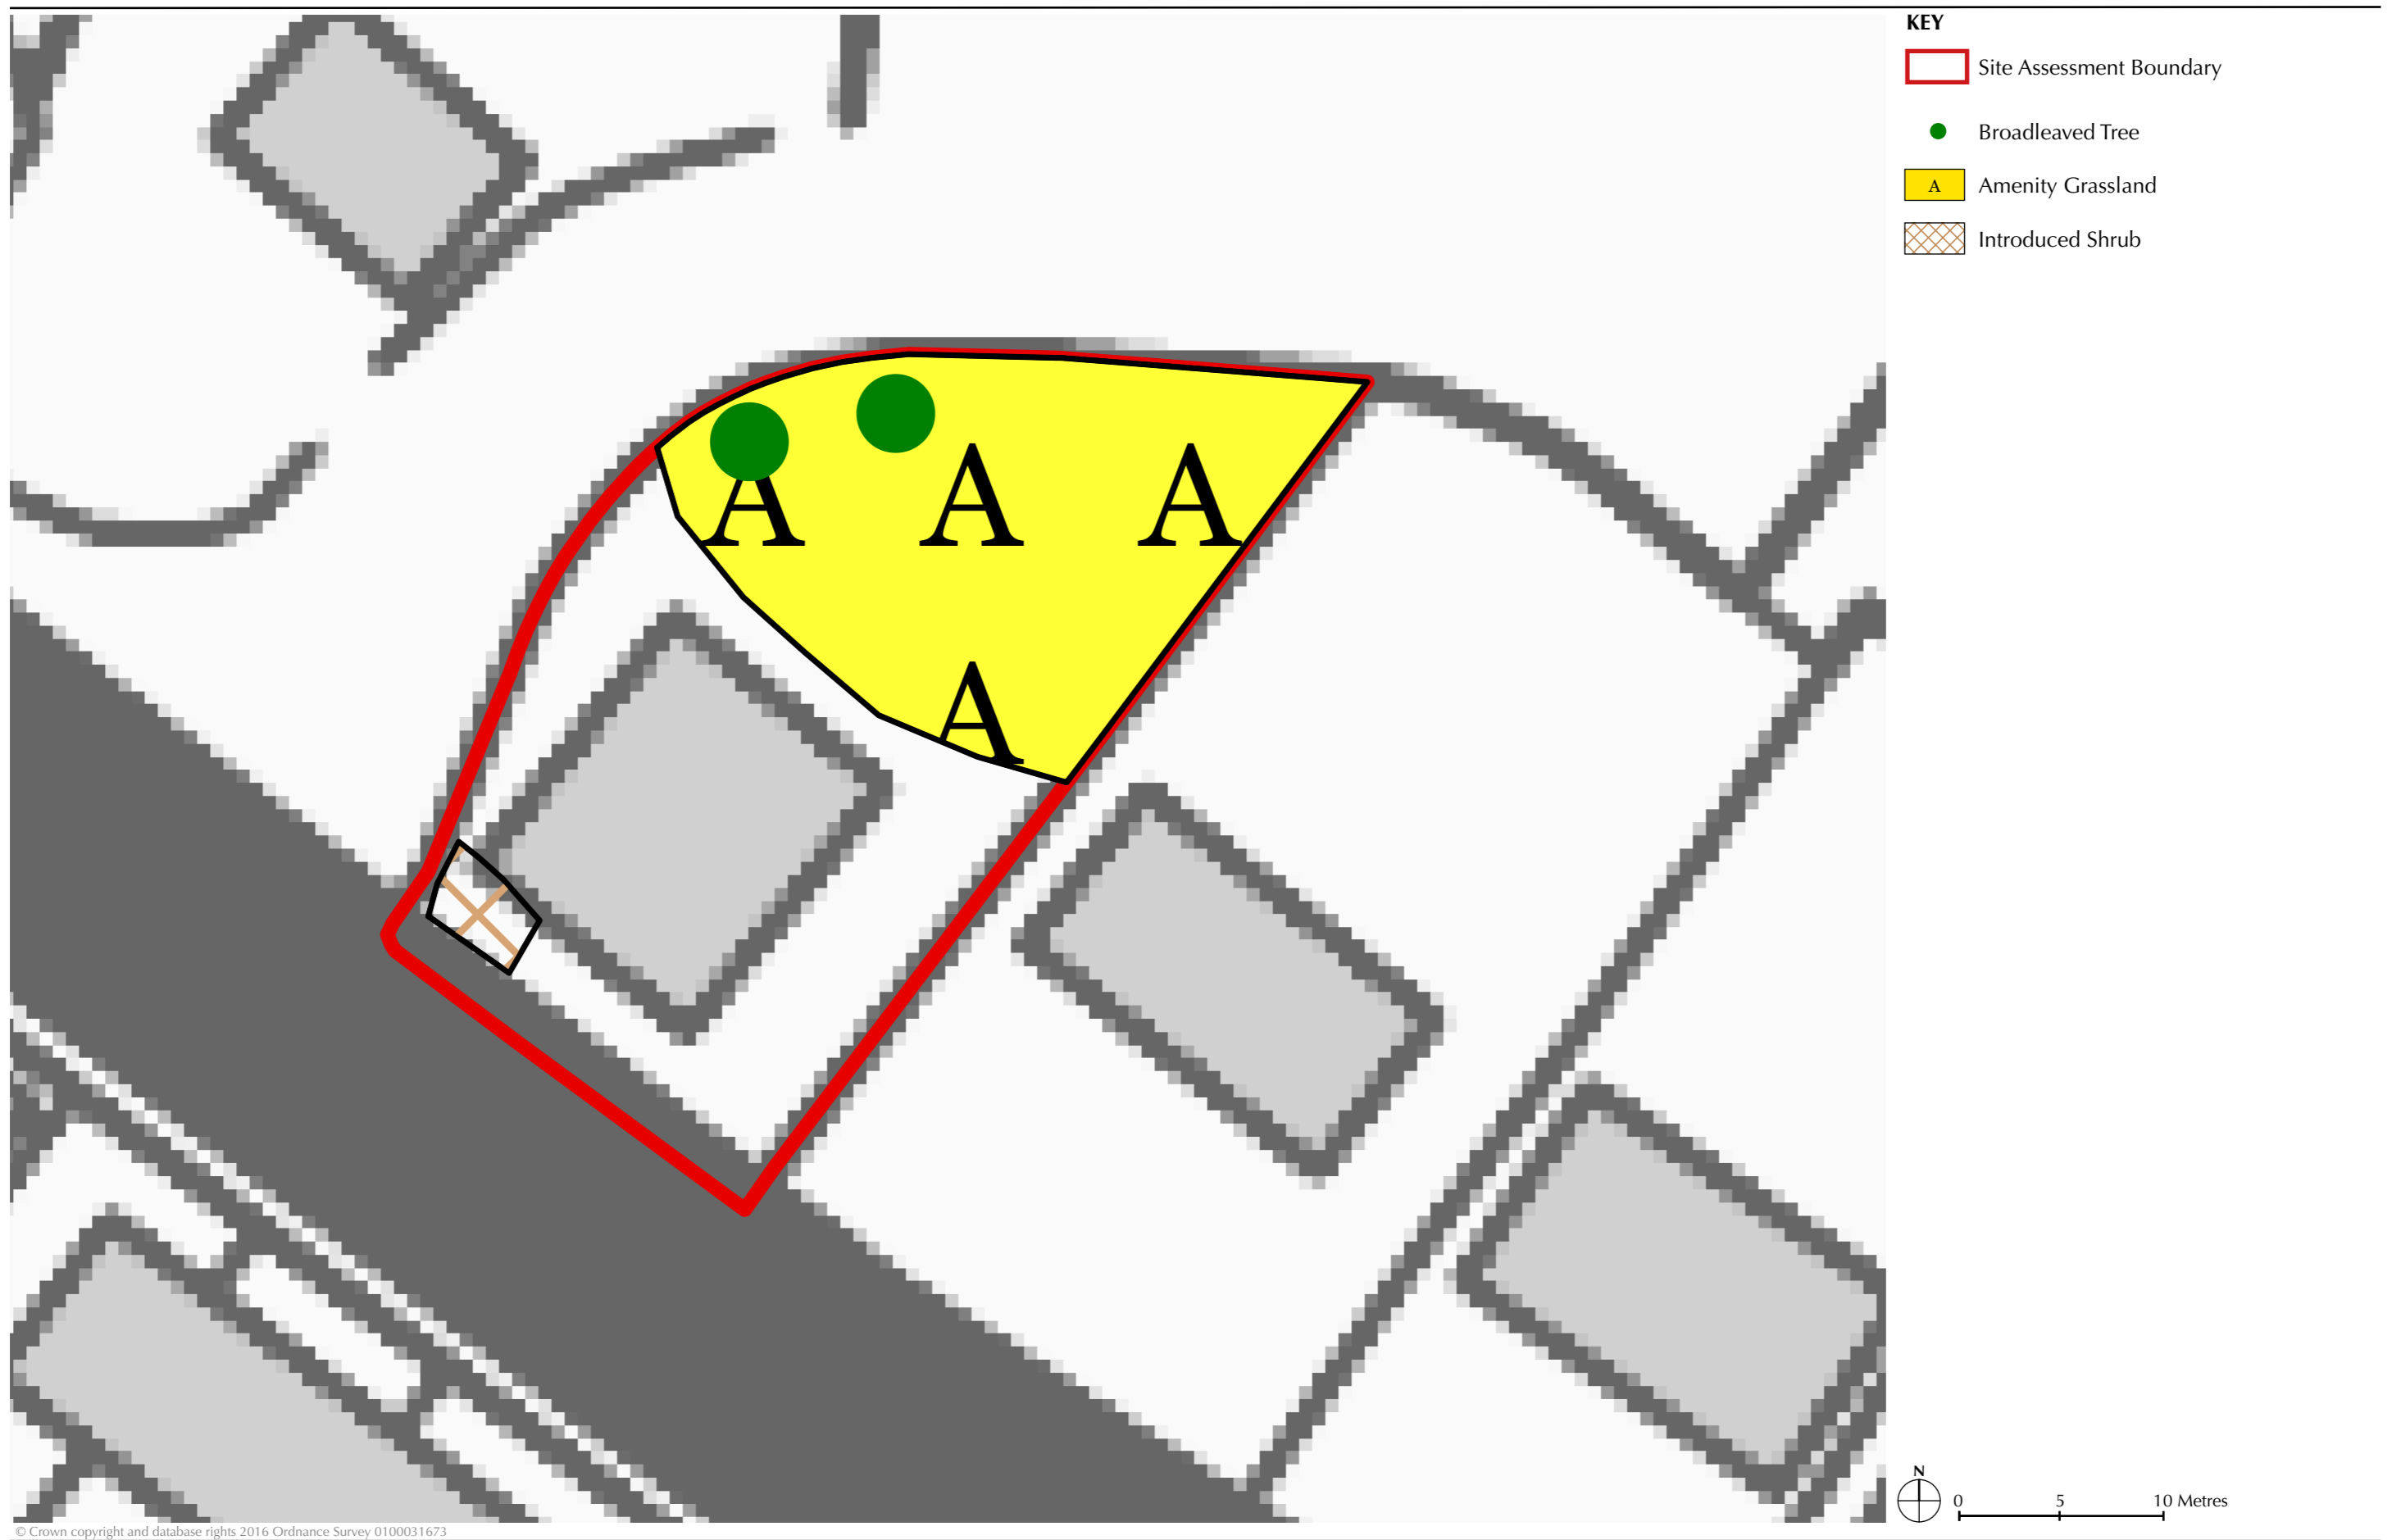 KEY
Site Assessment Boundary
Broadleaved Tree
A Amenity Grassland
Introduced Shrub
A A A
A
N
0 5 10 Metres
© Crown copyright and database rights 2016 Ordnance Survey 0100031673